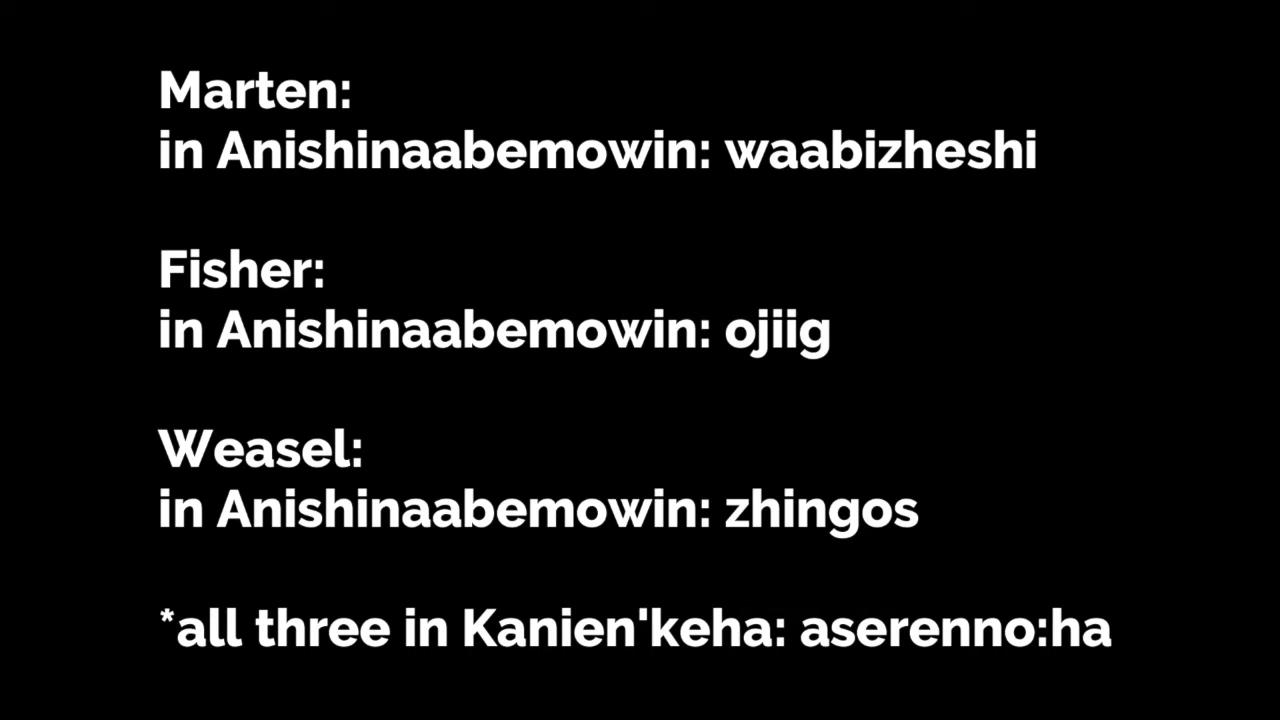 Marten:
in Anishinaabemowin: waabizheshi
Fisher:
in Anishinaabemowin: ojiig
Weasel:
in Anishinaabemowin: zhingos
*all three in Kanien'keha: aserenno:ha